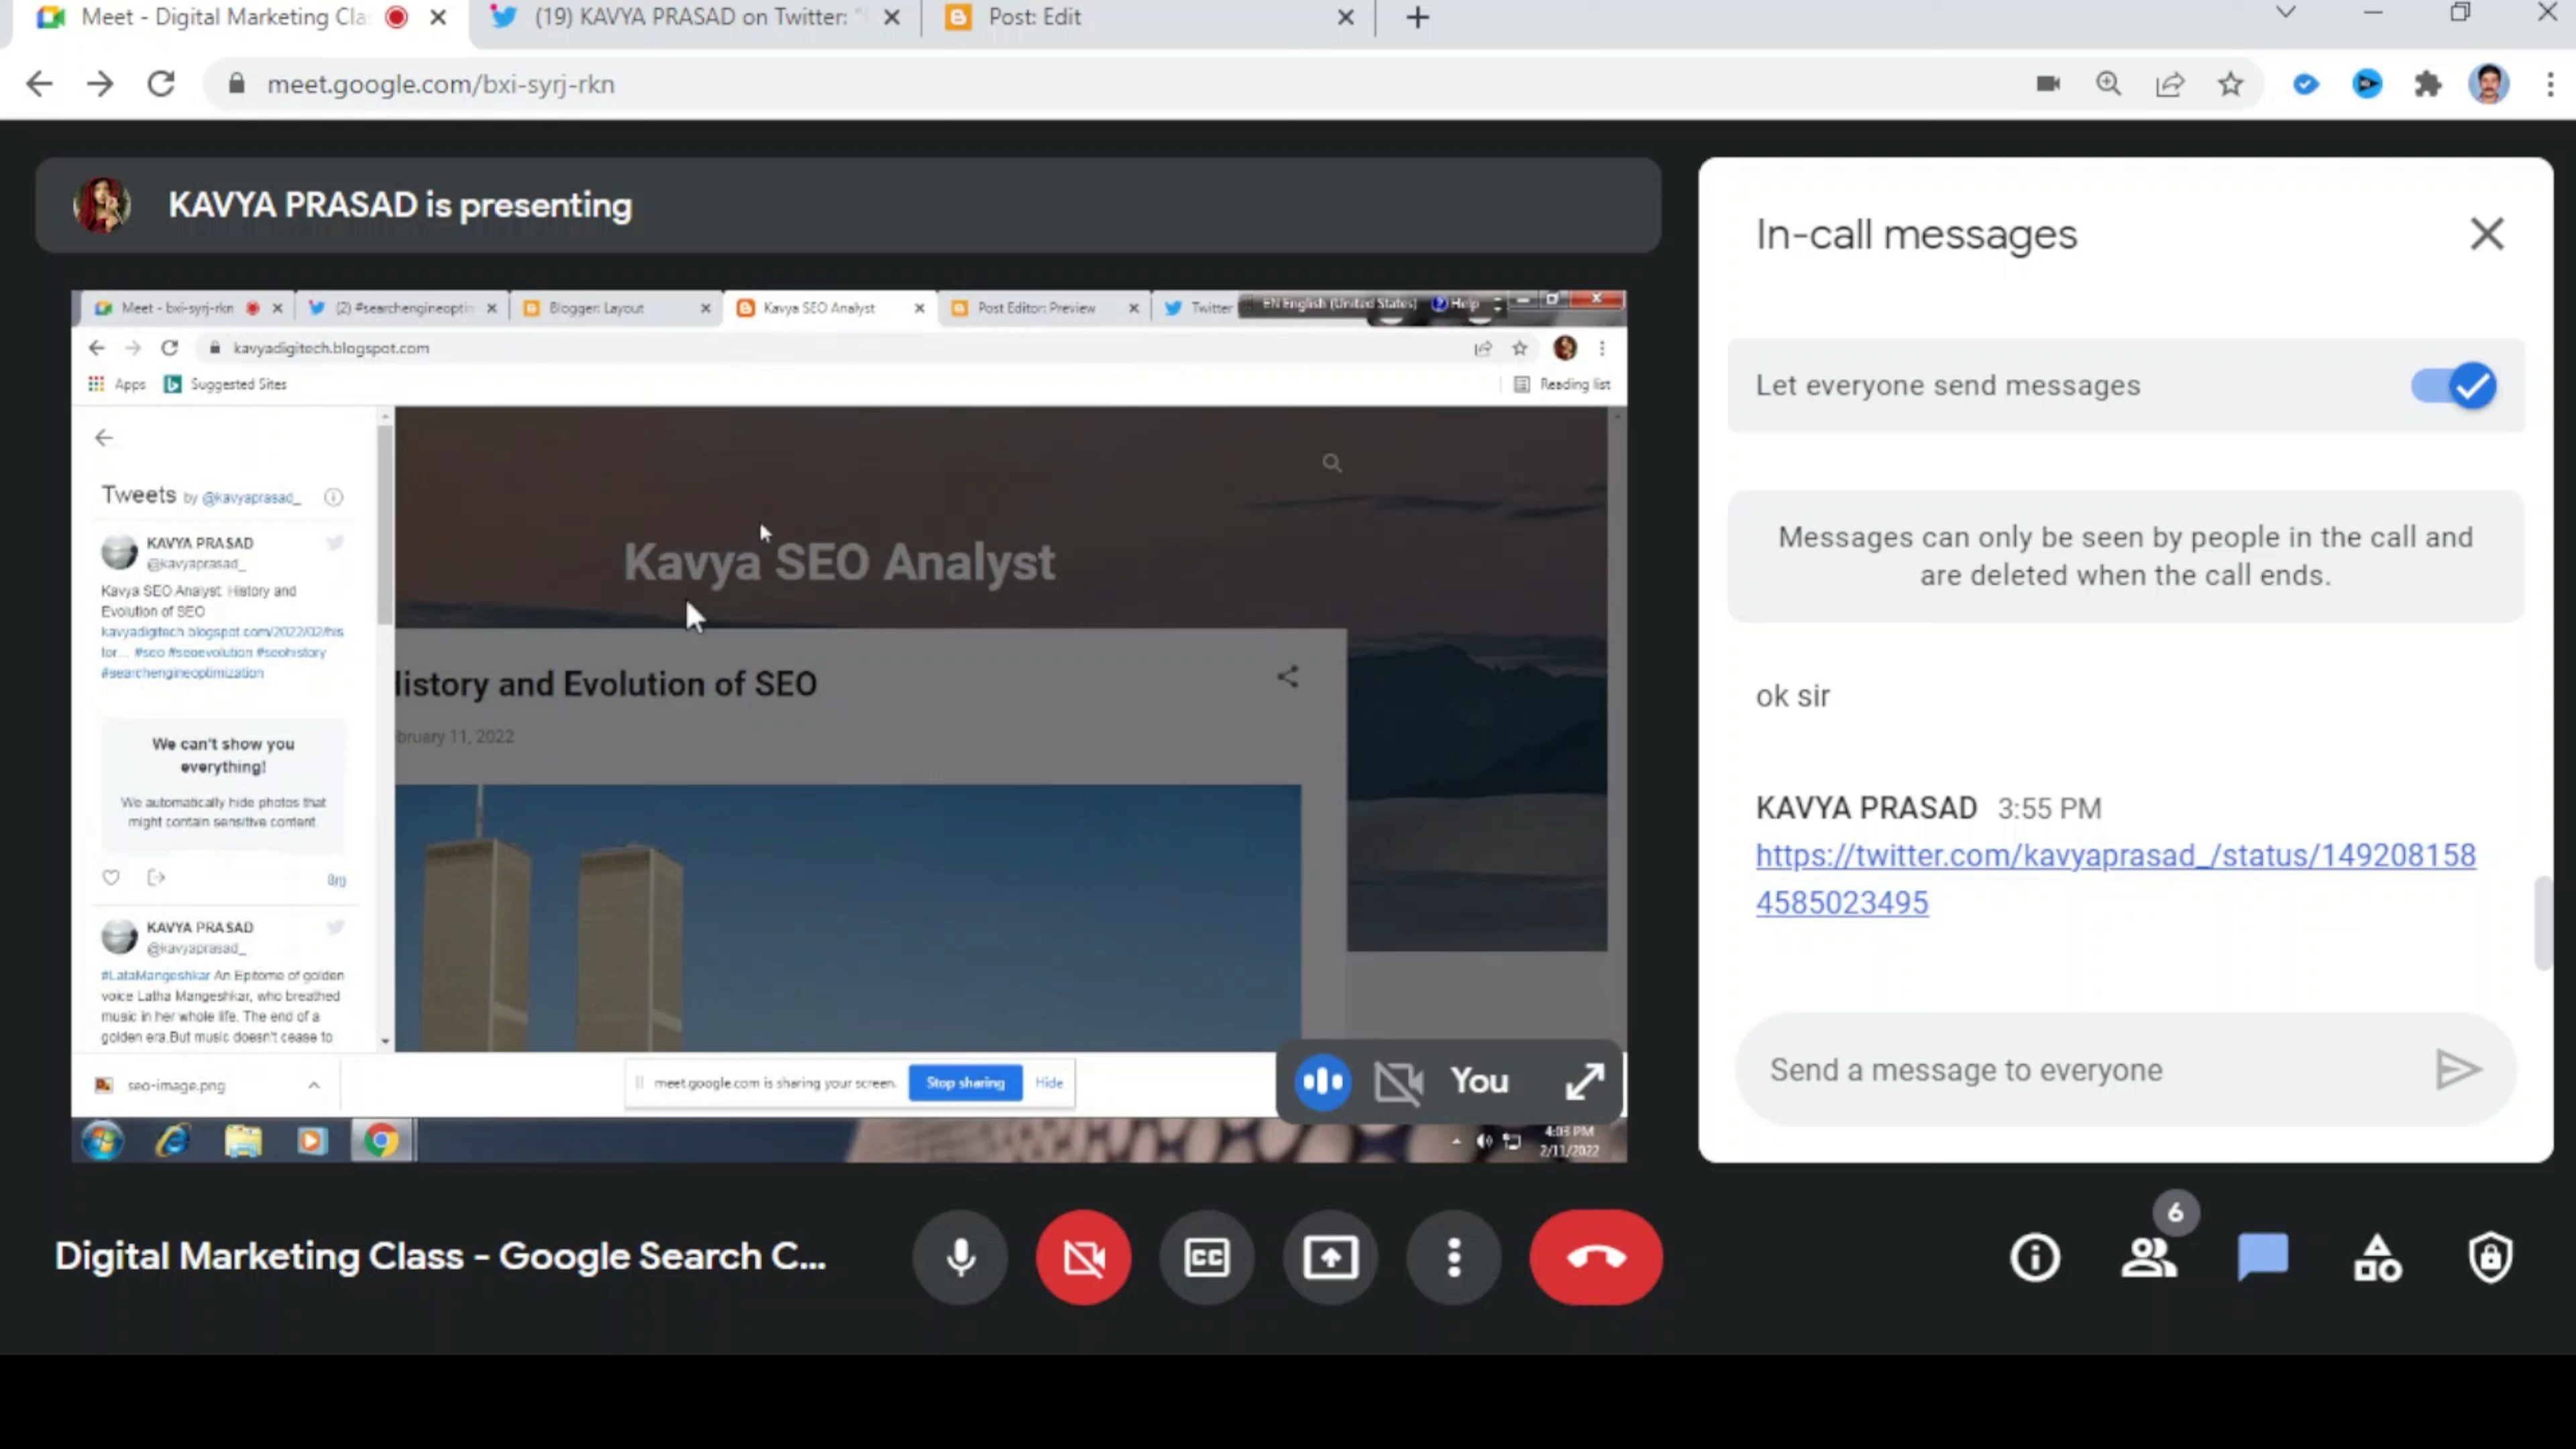 Meet - Digital Marketing Cla
(19) KAVYA PRASAD on Twitter: "
Post: Edit
meet.google.com/bxi-syrj-rkn
KAVYA PRASAD is presenting
Meet - bxi-syrj-rkn
(2) #searchengineoptin
Blogger: Layout
Kavya SEO Analyst
Post Editor: Preview
Twitter
EN English (United States)
Help
kavyadigitech.blogspot.com
Apps
Suggested Sites
Reading list
Tweets by @kavyaprasad_
KAVYA PRASAD
@kavyaprasad_
Kavya SEO Analyst: History and
Evolution of SEO
kavyadigitech.blogspot.com/2022/02/his
tor... #seo #seoevolution #seohistory
#searchengineoptimization
We can't show you
everything!
We automatically hide photos that
might contain sensitive content
8m
KAVYA PRASAD
@kavyaprasad_
#LataMangeshkar An Epitome of golden
voice Latha Mangeshkar, who breathed
music in her whole life. The end of a
golden era.But music doesn't cease to
Kavya SEO Analyst
History and Evolution of SEO
bruary 11, 2022
seo-image.png
meet.google.com is sharing your screen.
Stop sharing
Hide
You
4:03 PM
2/11/2022
In-call messages
Let everyone send messages
Messages can only be seen by people in the call and
are deleted when the call ends.
ok sir
KAVYA PRASAD 3:55 PM
https://twitter.com/kavyaprasad_/status/149208158
4585023495
Send a message to everyone
Digital Marketing Class - Google Search C...
CC
6